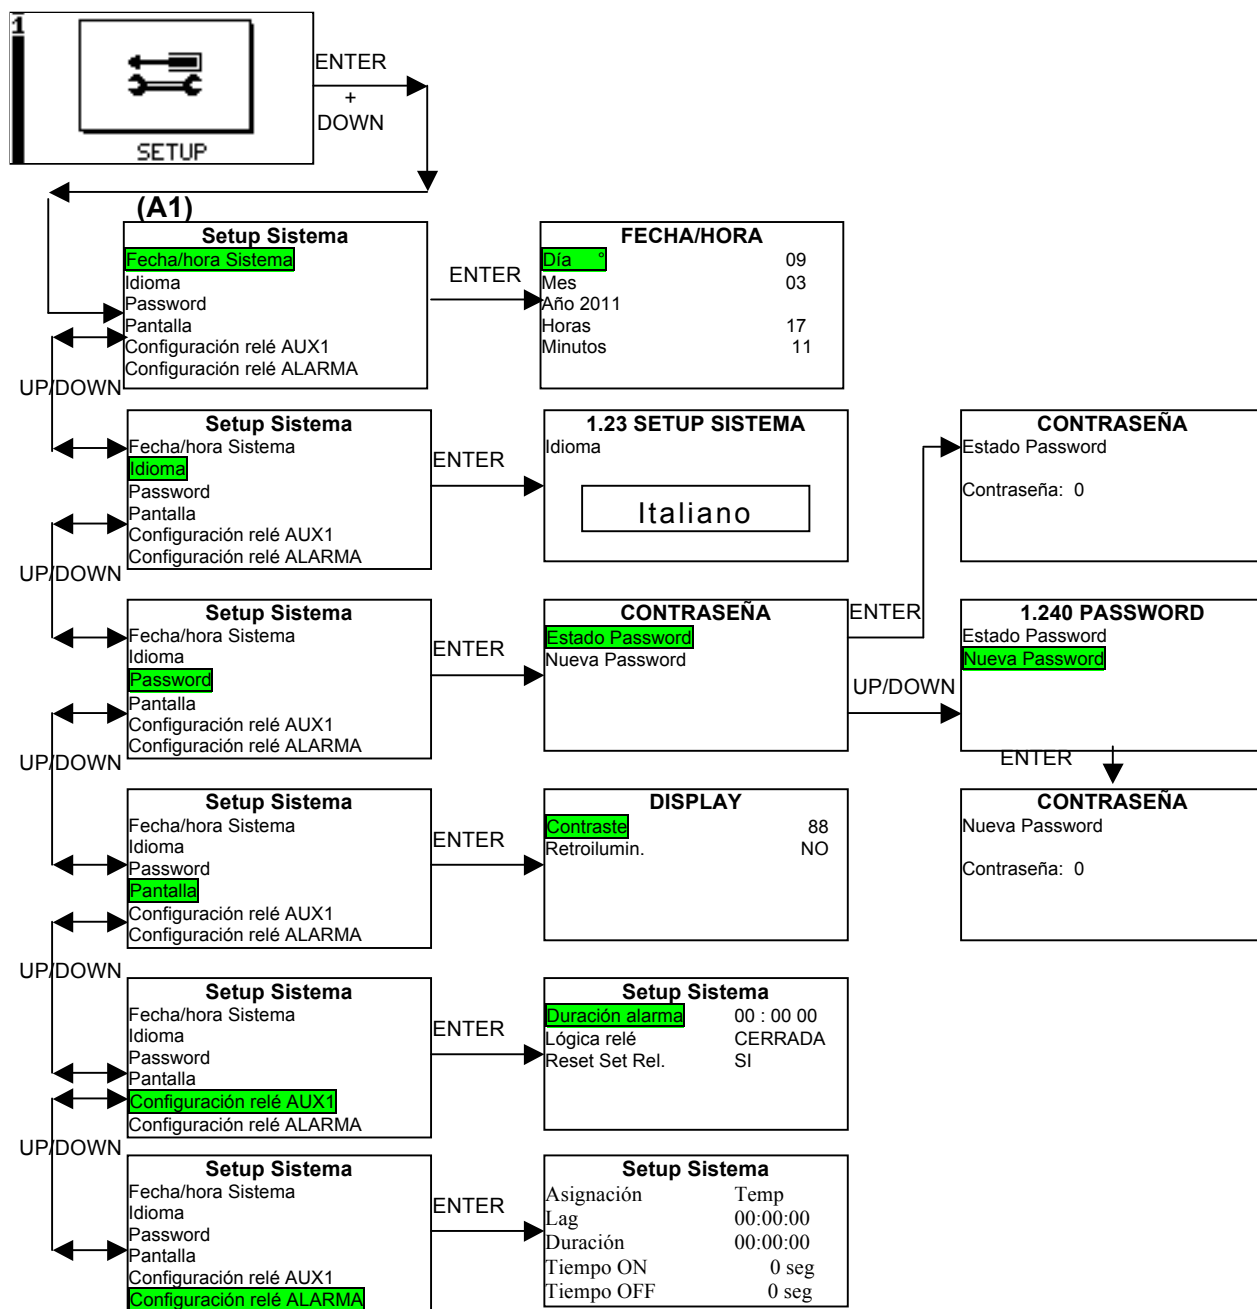 1
SETUP
ENTER
+
DOWN
(A1)
Setup Sistema
Fecha/hora Sistema
Idioma
Password
Pantalla
Configuración relé AUX1
Configuración relé ALARMA
ENTER
FECHA/HORA
Día ° 09
Mes 03
Año 2011
Horas 17
Minutos 11
UP/DOWN
Setup Sistema
Fecha/hora Sistema
Idioma
Password
Pantalla
Configuración relé AUX1
Configuración relé ALARMA
ENTER
1.23 SETUP SISTEMA
Idioma
Italiano
CONTRASEÑA
Estado Password
Contraseña: 0
UP/DOWN
Setup Sistema
Fecha/hora Sistema
Idioma
Password
Pantalla
Configuración relé AUX1
Configuración relé ALARMA
ENTER
CONTRASEÑA
Estado Password
Nueva Password
ENTER
UP/DOWN
1.240 PASSWORD
Estado Password
Nueva Password
ENTER
UP/DOWN
Setup Sistema
Fecha/hora Sistema
Idioma
Password
Pantalla
Configuración relé AUX1
Configuración relé ALARMA
ENTER
DISPLAY
Contraste 88
Retroilumin. NO
CONTRASEÑA
Nueva Password
Contraseña: 0
UP/DOWN
Setup Sistema
Fecha/hora Sistema
Idioma
Password
Pantalla
Configuración relé AUX1
Configuración relé ALARMA
ENTER
Setup Sistema
Duración alarma 00 : 00 00
Lógica relé CERRADA
Reset Set Rel. SI
UP/DOWN
Setup Sistema
Fecha/hora Sistema
Idioma
Password
Pantalla
Configuración relé AUX1
Configuración relé ALARMA
ENTER
Setup Sistema
Asignación Temp
Lag 00:00:00
Duración 00:00:00
Tiempo ON 0 seg
Tiempo OFF 0 seg